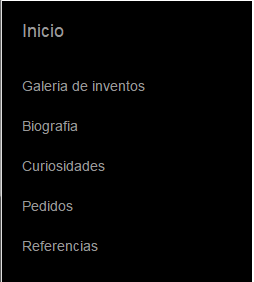 Inicio
Galeria de inventos
Biografia
Curiosidades
Pedidos
Referencias